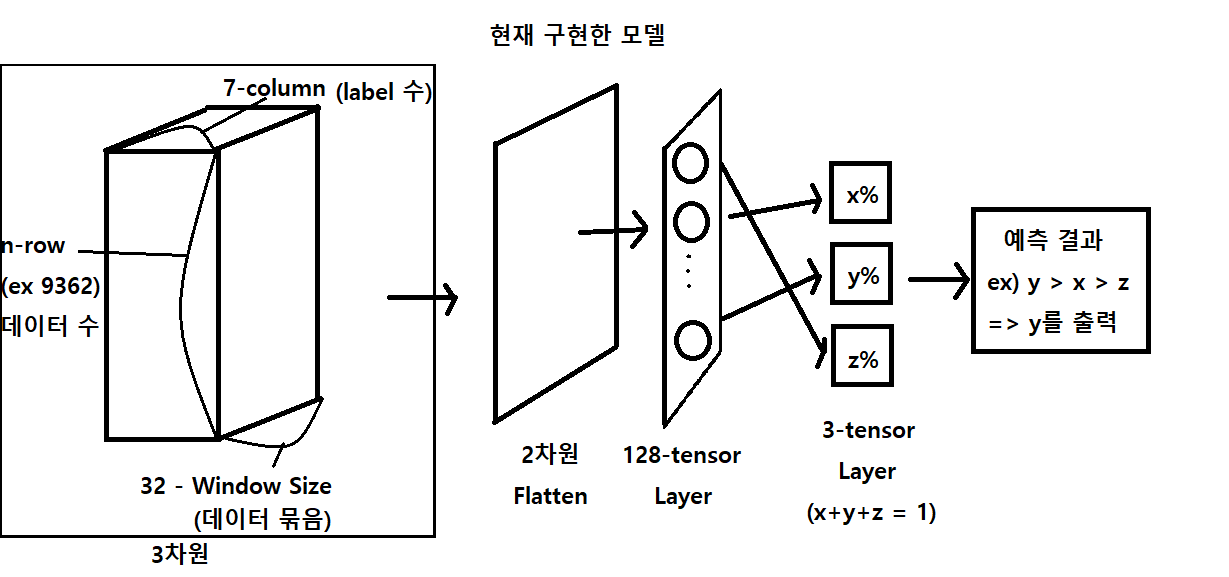 현재 구현한 모델
7-column (label 수)
n-row
(ex 9362)
데이터 수
32 - Window Size
(데이터 묶음)
3차원
2차원
Flatten
128-tensor
Layer
x%
y%
z%
3-tensor
Layer
(x+y+z = 1)
예측 결과
ex) y > x > z
=> y를 출력